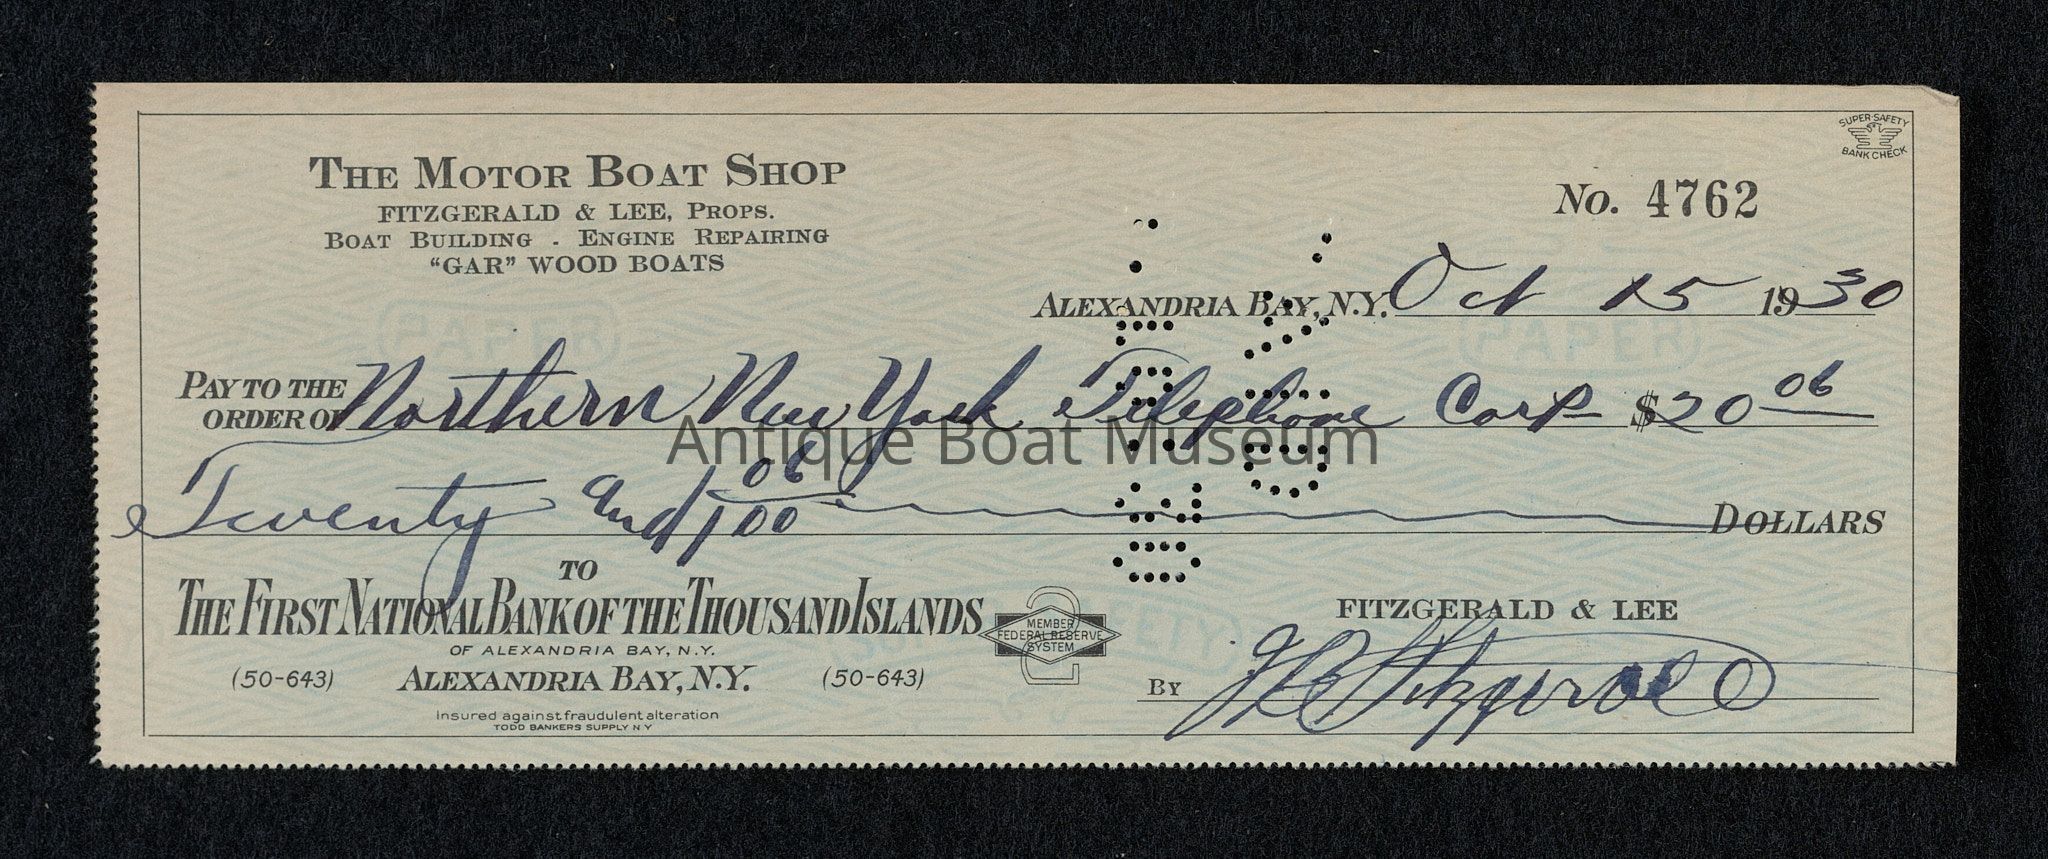 SUPER-SAFETY
BANK CHECK
THE MOTOR BOAT SHOP
FITZGERALD & LEE, PROPS.
BOAT BUILDING - ENGINE REPAIRING
"GAR" WOOD BOATS
No. 4762
ALEXANDRIA BAY, N.Y. Oct 15 1930
PAY TO THE
ORDER OF Northern New York Telephone Corp $20 06
Antique Boat Museum
Twenty and 06/100 DOLLARS
TO
THE FIRST NATIONAL BANK OF THE THOUSAND ISLANDS
OF ALEXANDRIA BAY, N.Y.
(50-643) ALEXANDRIA BAY, N.Y. (50-643)
Insured against fraudulent alteration
TODD BANKERS SUPPLY N Y
MEMBER
FEDERAL RESERVE
SYSTEM
FITZGERALD & LEE
BY Fitzgerald
PAPER
PAPER